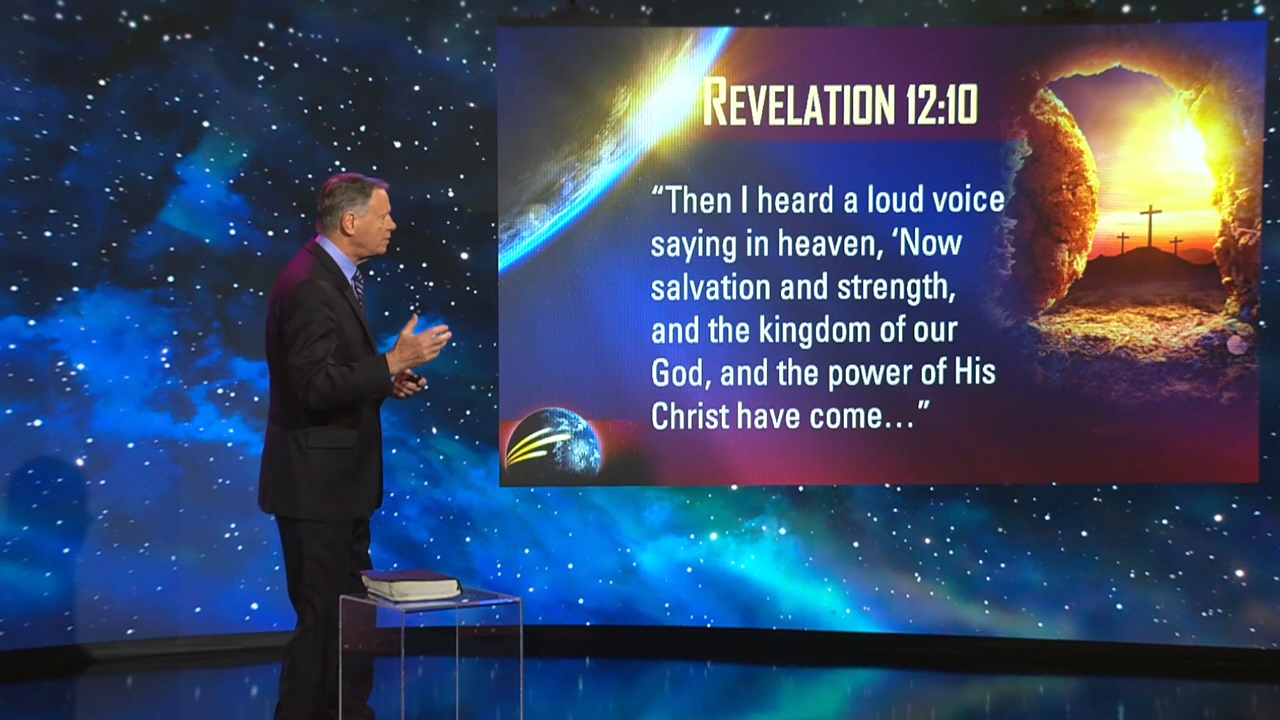 REVELATION 12:10
“Then I heard a loud voice
saying in heaven, ‘Now
salvation and strength,
and the kingdom of our
God, and the power of His
Christ have come…”